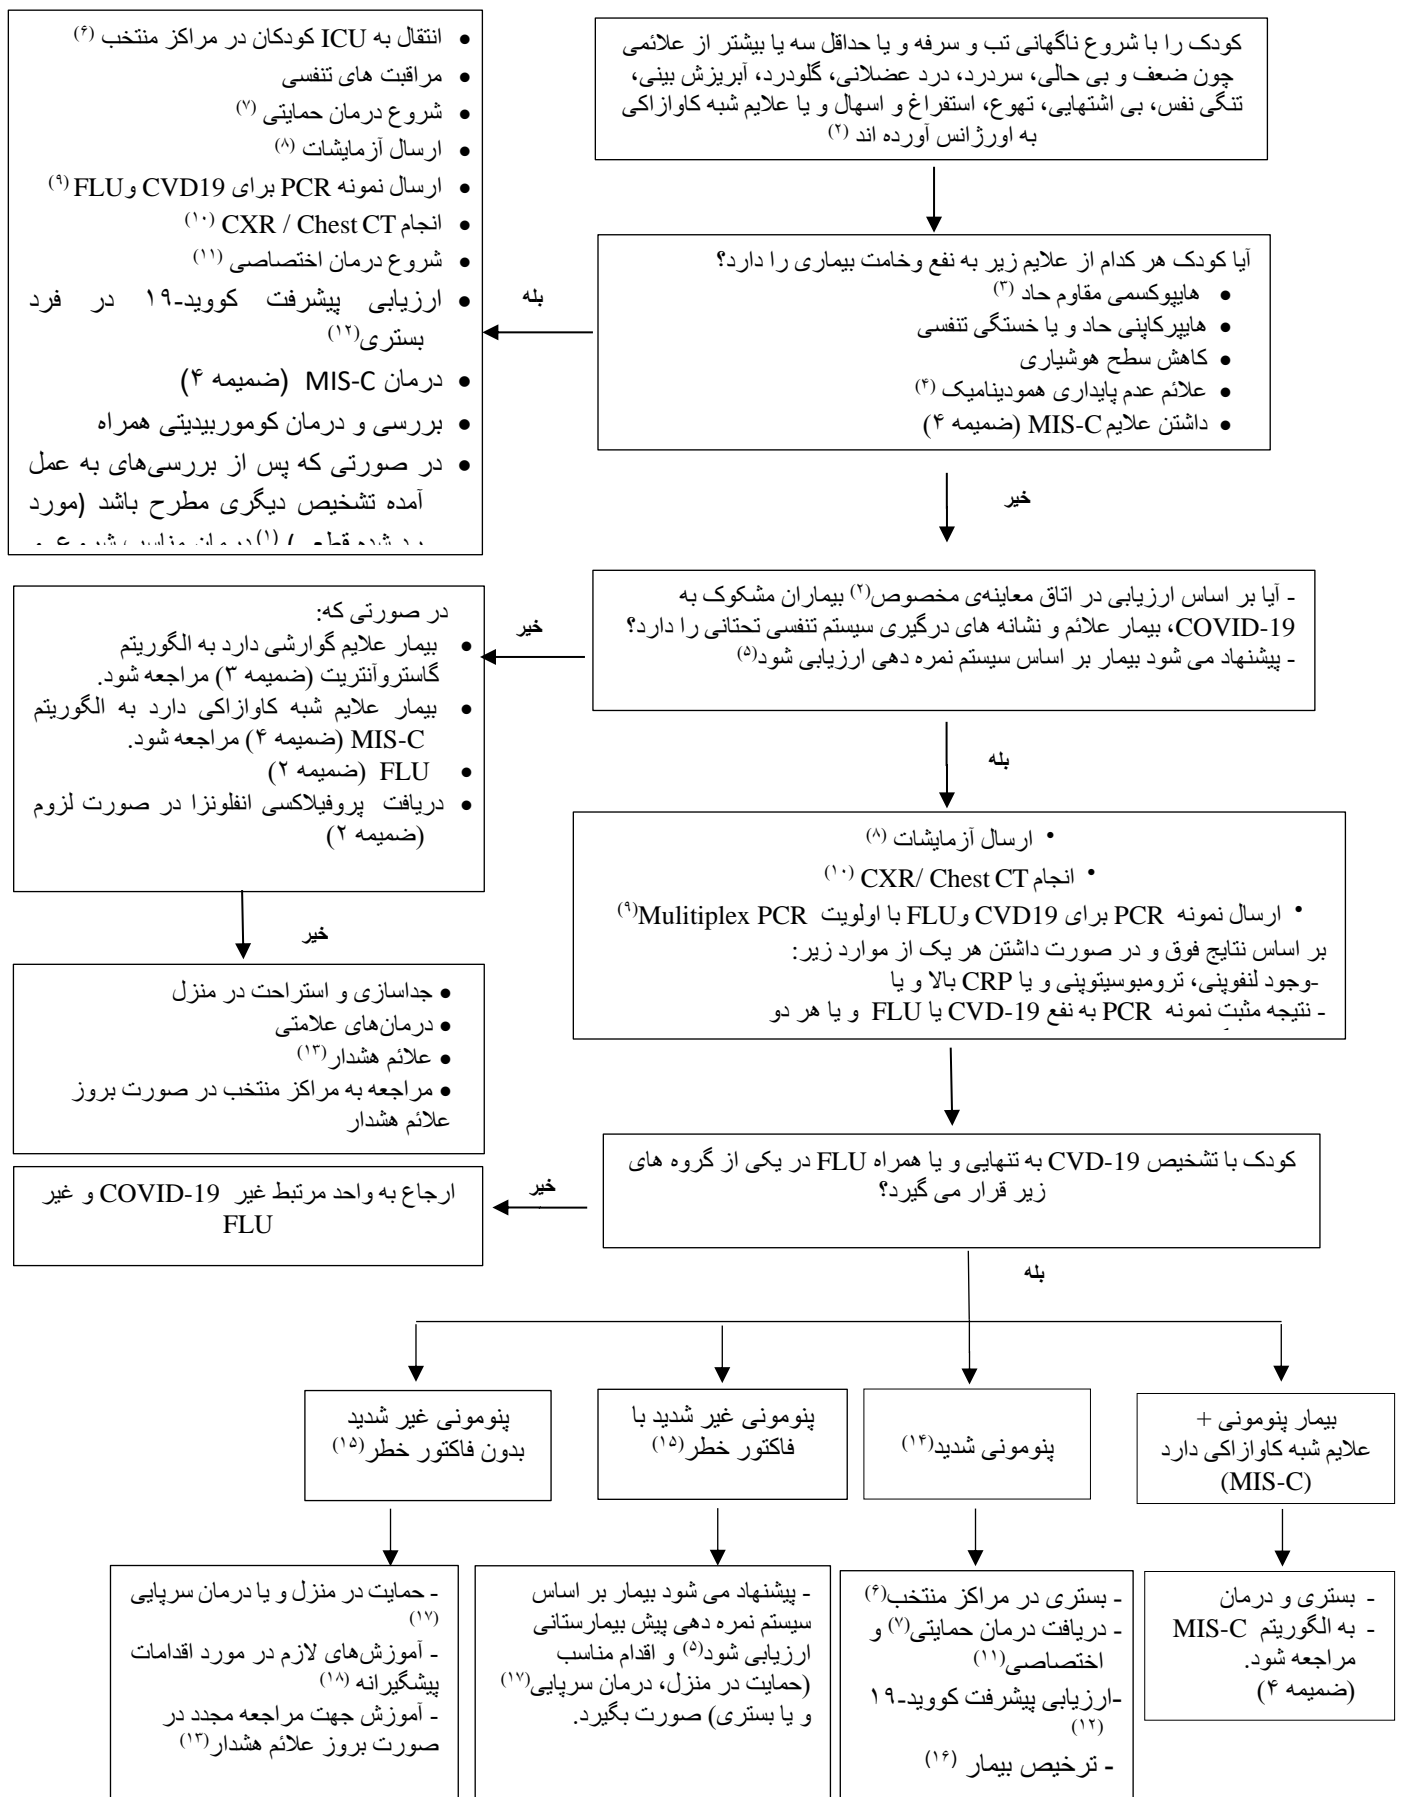 کودک را با شروع ناگهانی تب و سرفه و یا حداقل سه یا بیشتر از علائمی
چون ضعف و بی حالی، سردرد، درد عضلانی، گلودرد، آبریزش بینی،
تنگی نفس، بی اشتهایی، تهوع، استفراغ و اسهال و یا علایم شبه کاوازاکی
به اورژانس آورده اند (۲)
آیا کودک هر کدام از علایم زیر به نفع وخامت بیماری را دارد؟
• هایپوکسمی مقاوم حاد (۳)
• هایپرکاپنی حاد و یا خستگی تنفسی
• کاهش سطح هوشیاری
• علائم عدم پایداری همودینامیک (۴)
• داشتن علایم MIS-C (ضمیمه ۴)
بله
• انتقال به ICU کودکان در مراکز منتخب (۶)
• مراقبت های تنفسی
• شروع درمان حمایتی (۷)
• ارسال آزمایشات (۸)
• ارسال نمونه PCR برای CVD19 وFLU (۹)
• انجام CXR / Chest CT (۱۰)
• شروع درمان اختصاصی (۱۱)
• ارزیابی پیشرفت کووید-۱۹ در فرد
بستری(۱۲)
• درمان MIS-C (ضمیمه ۴)
• بررسی و درمان کوموربیدیتی همراه
• در صورتی که پس از بررسی‌های به عمل
آمده تشخیص دیگری مطرح باشد (مورد
رد شده قطعی) (۱) درمان مناسب شروع و
خیر
- آیا بر اساس ارزیابی در اتاق معاینه‌ی مخصوص(۲) بیماران مشکوک به
COVID-19، بیمار علائم و نشانه های درگیری سیستم تنفسی تحتانی را دارد؟
- پیشنهاد می شود بیمار بر اساس سیستم نمره دهی ارزیابی شود(۵)
خیر
در صورتی که:
• بیمار علایم گوارشی دارد به الگوریتم
گاستروآنتریت (ضمیمه ۳) مراجعه شود.
• بیمار علایم شبه کاوازاکی دارد به الگوریتم
MIS-C (ضمیمه ۴) مراجعه شود.
• FLU (ضمیمه ۲)
• دریافت پروفیلاکسی انفلونزا در صورت لزوم
(ضمیمه ۲)
خیر
• جداسازی و استراحت در منزل
• درمان‌های علامتی
• علائم هشدار(۱۳)
• مراجعه به مراکز منتخب در صورت بروز
علائم هشدار
بله
• ارسال آزمایشات (۸)
• انجام CXR/ Chest CT (۱۰)
• ارسال نمونه PCR برای CVD19 وFLU با اولویت Mulitiplex PCR(۹)
بر اساس نتایج فوق و در صورت داشتن هر یک از موارد زیر:
-وجود لنفوپنی، ترومبوسیتوپنی و یا CRP بالا و یا
- نتیجه مثبت نمونه PCR به نفع CVD-19 یا FLU و یا هر دو
کودک با تشخیص CVD-19 به تنهایی و یا همراه FLU در یکی از گروه های
زیر قرار می گیرد؟
خیر
ارجاع به واحد مرتبط غیر COVID-19 و غیر
FLU
بله
بیمار پنومونی +
علایم شبه کاوازاکی دارد
(MIS-C)
پنومونی شدید(۱۴)
پنومونی غیر شدید با
فاکتور خطر(۱۵)
پنومونی غیر شدید
بدون فاکتور خطر(۱۵)
- بستری و درمان
- به الگوریتم MIS-C
مراجعه شود.
(ضمیمه ۴)
- بستری در مراکز منتخب(۶)
- دریافت درمان حمایتی(۷) و
اختصاصی(۱۱)
-ارزیابی پیشرفت کووید-۱۹
(۱۲)
- ترخیص بیمار (۱۶)
- پیشنهاد می شود بیمار بر اساس
سیستم نمره دهی پیش بیمارستانی
ارزیابی شود(۵) و اقدام مناسب
(حمایت در منزل، درمان سرپایی(۱۷)
و یا بستری) صورت بگیرد.
- حمایت در منزل و یا درمان سرپایی
(۱۷)
- آموزش‌های لازم در مورد اقدامات
پیشگیرانه (۱۸)
- آموزش جهت مراجعه مجدد در
صورت بروز علائم هشدار(۱۳)